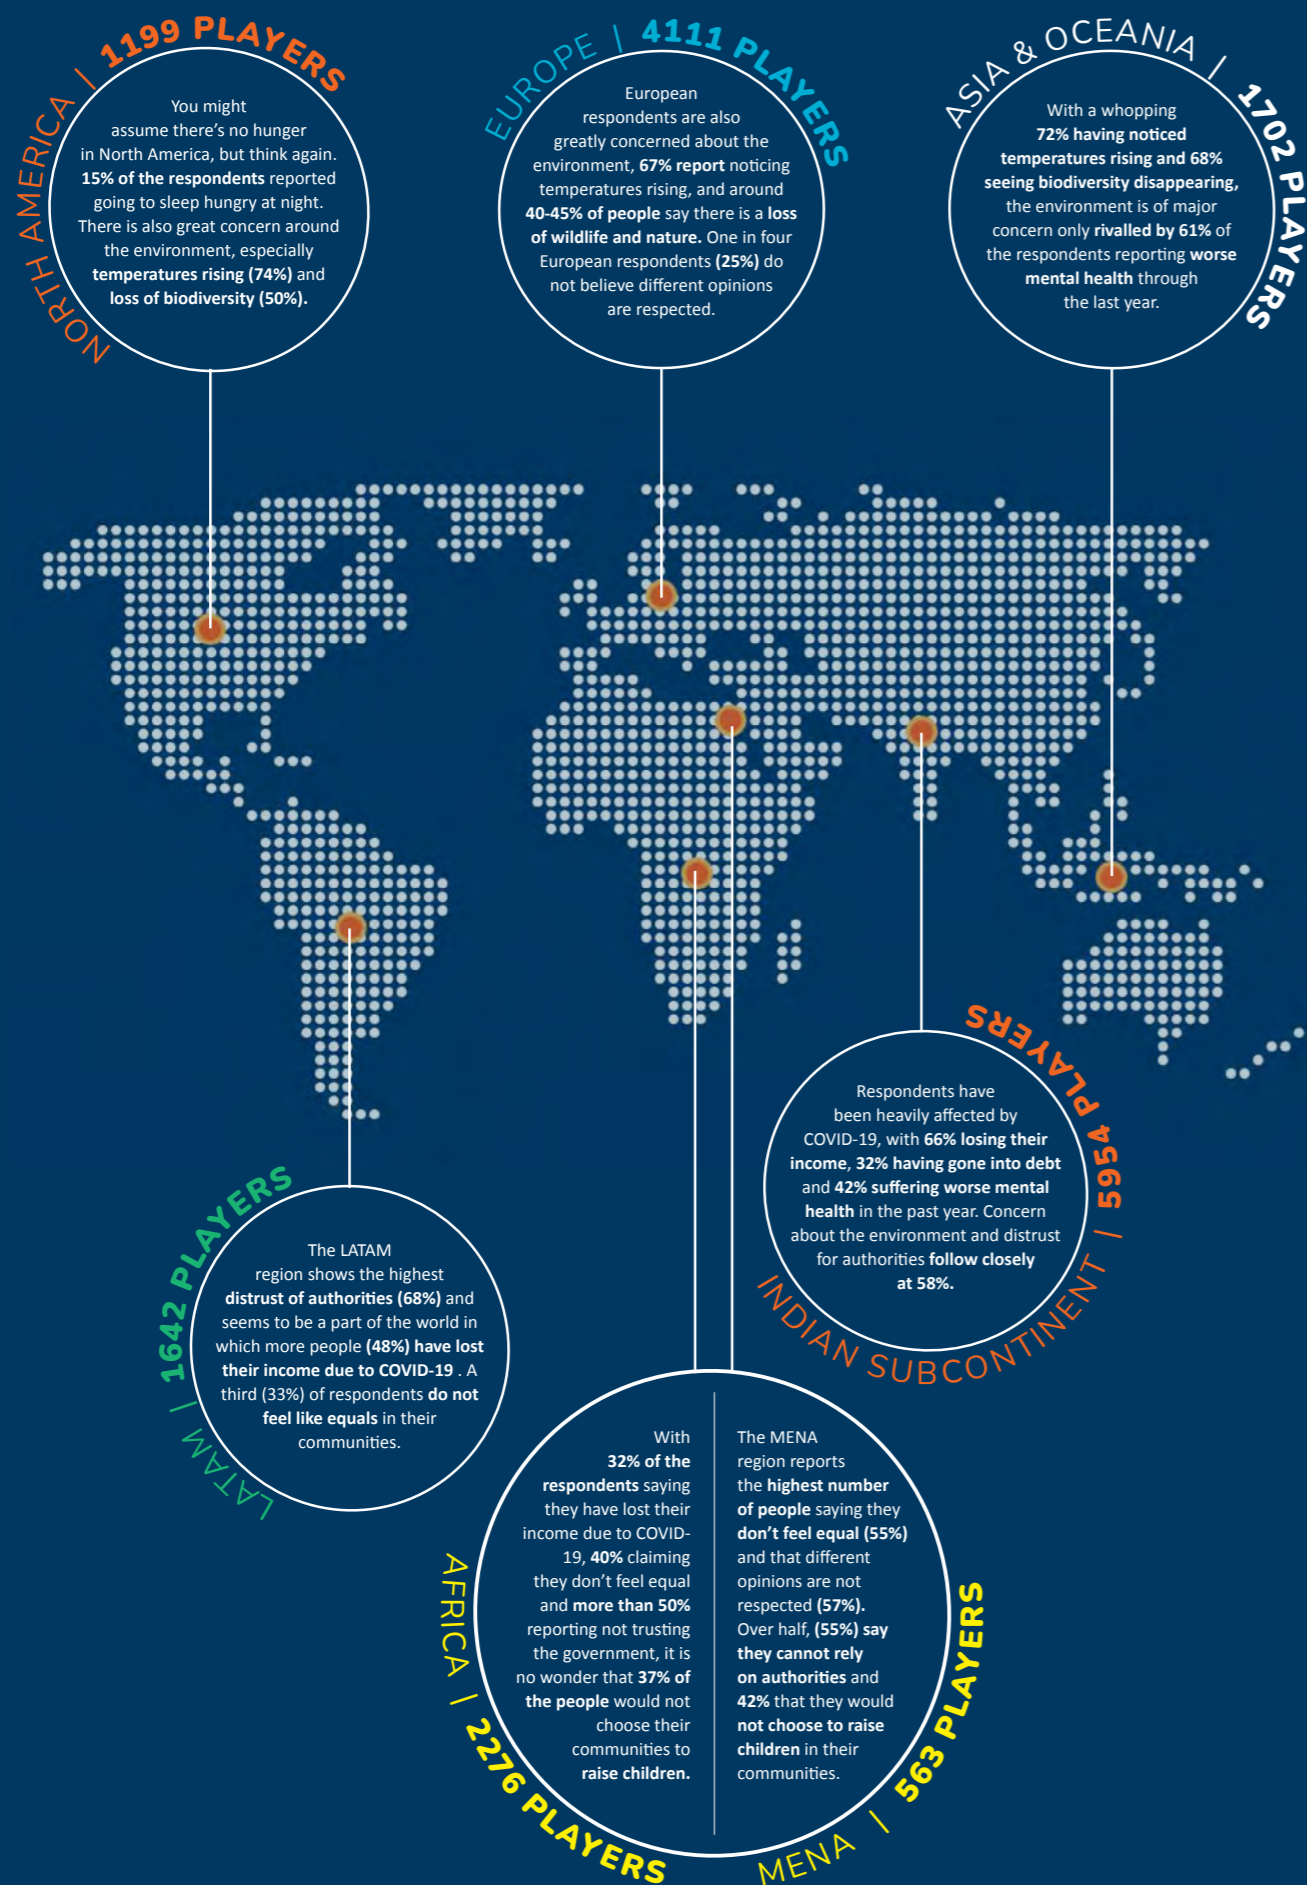 NORTH AMERICA | 1199 PLAYERS
You might
assume there's no hunger
in North America, but think again.
15% of the respondents reported
going to sleep hungry at night.
There is also great concern around
the environment, especially
temperatures rising (74%) and
loss of biodiversity (50%).
EUROPE | 4111 PLAYERS
European
respondents are also
greatly concerned about the
environment, 67% report noticing
temperatures rising, and around
40-45% of people say there is a loss
of wildlife and nature. One in four
European respondents (25%) do
not believe different opinions
are respected.
ASIA & OCEANIA | 1702 PLAYERS
With a whopping
72% having noticed
temperatures rising and 68%
seeing biodiversity disappearing,
the environment is of major
concern only rivalled by 61% of
the respondents reporting worse
mental health through
the last year.
INDIAN SUBCONTINENT | 5954 PLAYERS
Respondents have
been heavily affected by
COVID-19, with 66% losing their
income, 32% having gone into debt
and 42% suffering worse mental
health in the past year. Concern
about the environment and distrust
for authorities follow closely
at 58%.
LATAM | 1642 PLAYERS
The LATAM
region shows the highest
distrust of authorities (68%) and
seems to be a part of the world in
which more people (48%) have lost
their income due to COVID-19 . A
third (33%) of respondents do not
feel like equals in their
communities.
AFRICA | 2276 PLAYERS
With
32% of the
respondents saying
they have lost their
income due to COVID-
19, 40% claiming
they don't feel equal
and more than 50%
reporting not trusting
the government, it is
no wonder that 37% of
the people would not
choose their
communities to
raise children.
MENA | 563 PLAYERS
The MENA
region reports
the highest number
of people saying they
don't feel equal (55%)
and that different
opinions are not
respected (57%).
Over half, (55%) say
they cannot rely
on authorities and
42% that they would
not choose to raise
children in their
communities.